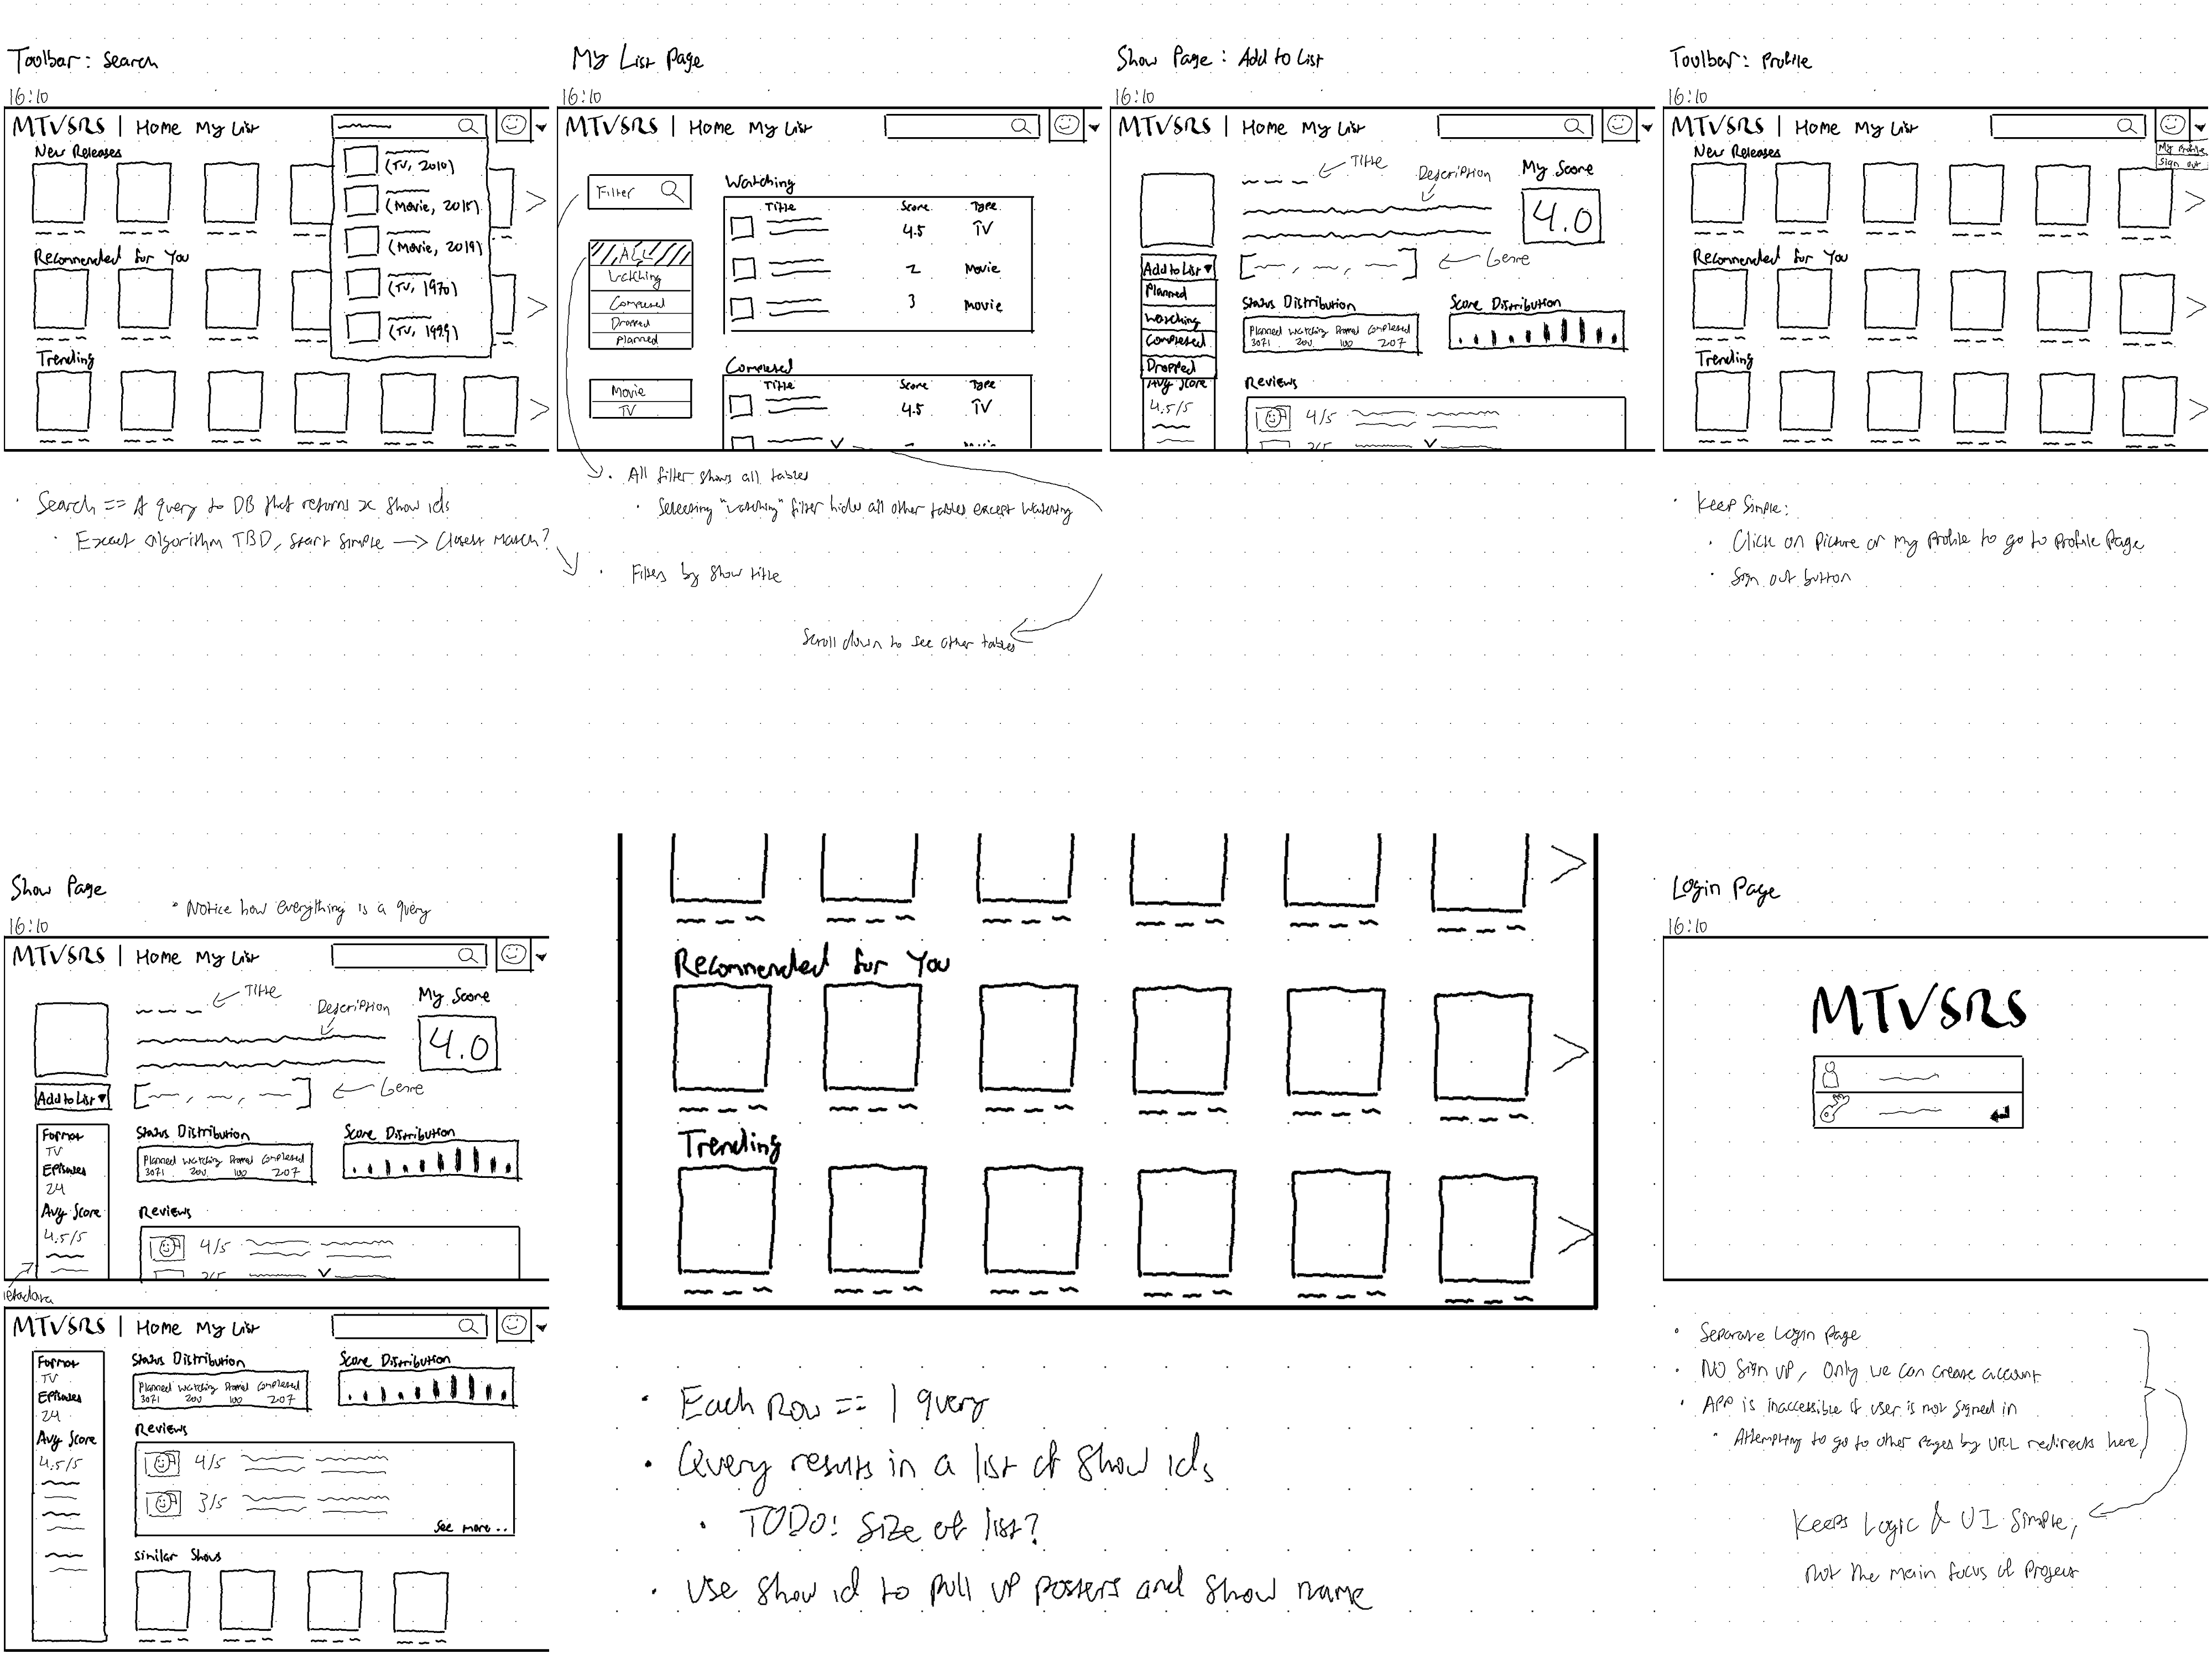 Toolbar: Search
16:10
MTVSRS | Home My List
New Releases
(TV, 2010)
(Movie, 2015)
(Movie, 2019)
(TV, 1970)
(TV, 1999)
Recommended for You
Trending
Search == A query to DB that returns x show ids
Exact algorithm TBD, start simple —> Closest Match?
My List Page
16:10
MTVSRS | Home My List
Filter
ALL
Watching
Completed
Dropped
Planned
Movie
TV
Watching
Title Score Type
4.5 TV
2 Movie
3 Movie
Completed
Title Score Type
4.5 TV
All filter shows all tables
Selecting "Watching" filter hides all other tables except Watching
Filters by show title
Scroll down to see other tables
Show Page: Add to List
16:10
MTVSRS | Home My List
Title
Description
My Score
4.0
Genre
Add to List
Planned
Watching
Completed
Dropped
Avg Score
4.5/5
Status Distribution
Planned Watching Dropped Completed
3071 200 100 207
Score Distribution
Reviews
4/5
Toolbar: Profile
16:10
MTVSRS | Home My List
My Profile
Sign out
New Releases
Recommended for You
Trending
Keep Simple:
Click on picture or my profile to go to profile page
Sign out button
Show Page
Notice how everything is a query
16:10
MTVSRS | Home My List
Title
Description
My Score
4.0
Genre
Add to List
Format
TV
Episodes
24
Avg Score
4.5/5
Status Distribution
Planned Watching Dropped Completed
3071 200 100 207
Score Distribution
Reviews
4/5
etadata
MTVSRS | Home My List
Format
TV
Episodes
24
Avg Score
4.5/5
Status Distribution
Planned Watching Dropped Completed
3071 200 100 207
Score Distribution
Reviews
4/5
3/5
See more..
Similar Shows
Recommended for You
Trending
Each Row == 1 query
Query results in a list of show ids
TODO: Size of list?
Use show id to pull up posters and show name
Login Page
16:10
MTVSRS
Separate Login page
NO Sign up, Only we can create account
APP is inaccessible if user is not signed in
Attempting to go to other pages by URL redirects here
Keeps Logic & UI Simple,
not the main focus of project